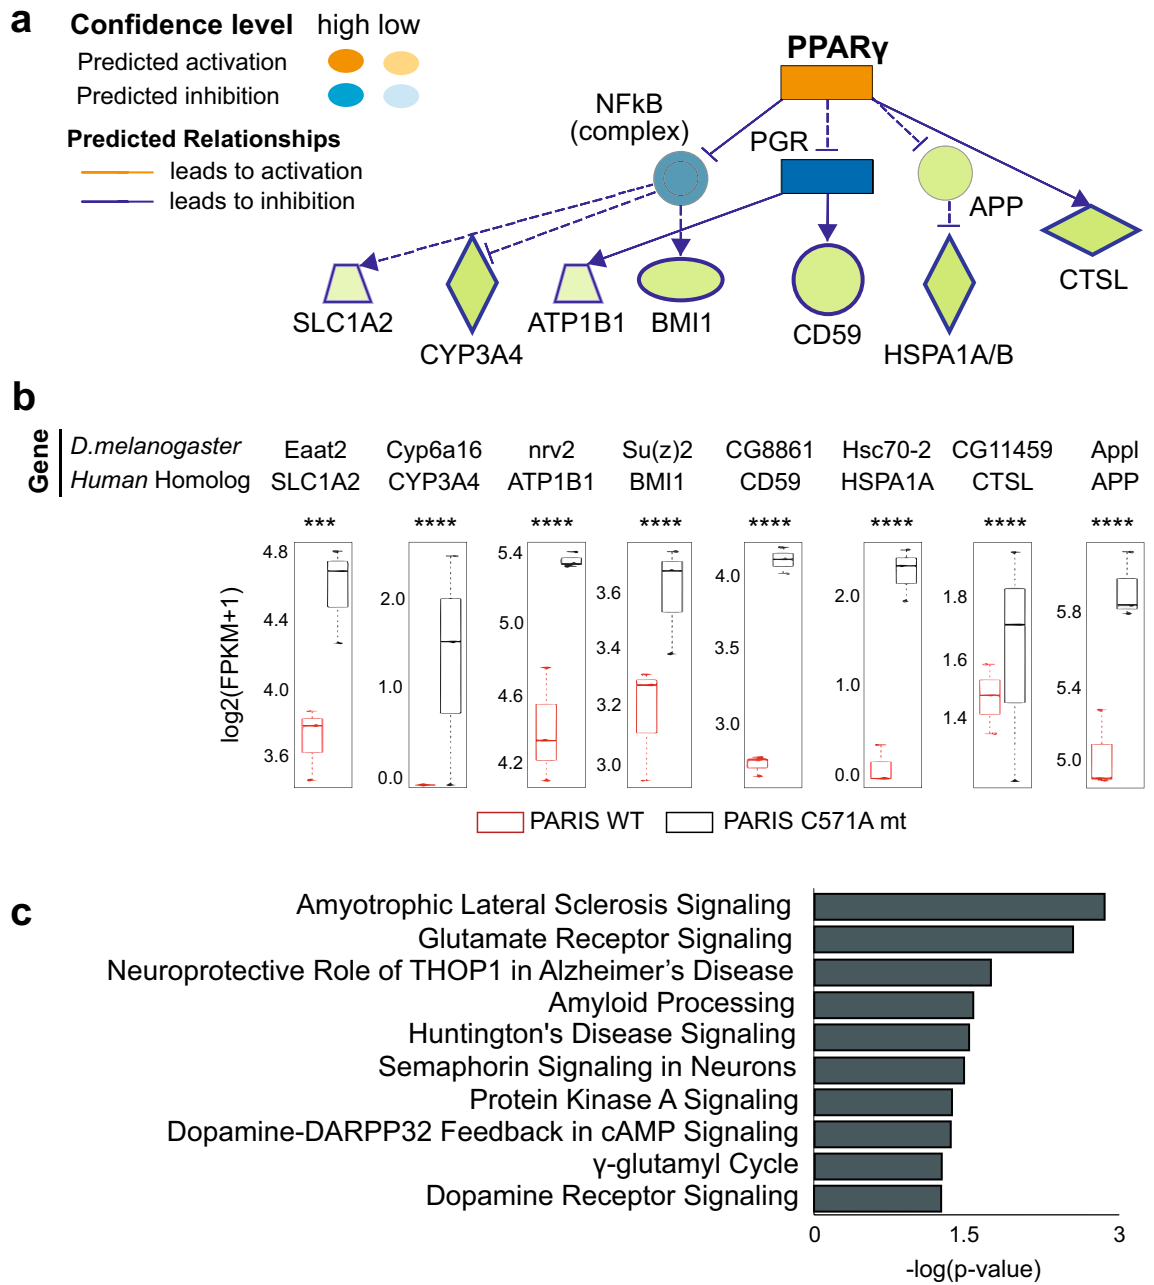 a
Confidence level high low
Predicted activation
Predicted inhibition
Predicted Relationships
leads to activation
leads to inhibition
PPARγ
NFkB
(complex)
PGR
APP
CTSL
SLC1A2
CYP3A4
ATP1B1
BMI1
CD59
HSPA1A/B
b
Gene
D.melanogaster Eaat2 Cyp6a16 nrv2 Su(z)2 CG8861 Hsc70-2 CG11459 Appl
Human Homolog SLC1A2 CYP3A4 ATP1B1 BMI1 CD59 HSPA1A CTSL APP
*** **** **** **** **** **** **** ****
log2(FPKM+1)
4.8
4.4
4.0
3.6
2.0
1.0
0.0
5.4
5.0
4.6
4.2
3.6
3.4
3.2
3.0
4.0
3.5
3.0
2.0
1.0
0.0
1.8
1.6
1.4
5.8
5.4
5.0
PARIS WT PARIS C571A mt
c
Amyotrophic Lateral Sclerosis Signaling
Glutamate Receptor Signaling
Neuroprotective Role of THOP1 in Alzheimer’s Disease
Amyloid Processing
Huntington's Disease Signaling
Semaphorin Signaling in Neurons
Protein Kinase A Signaling
Dopamine-DARPP32 Feedback in cAMP Signaling
γ-glutamyl Cycle
Dopamine Receptor Signaling
0 1.5 3
-log(p-value)